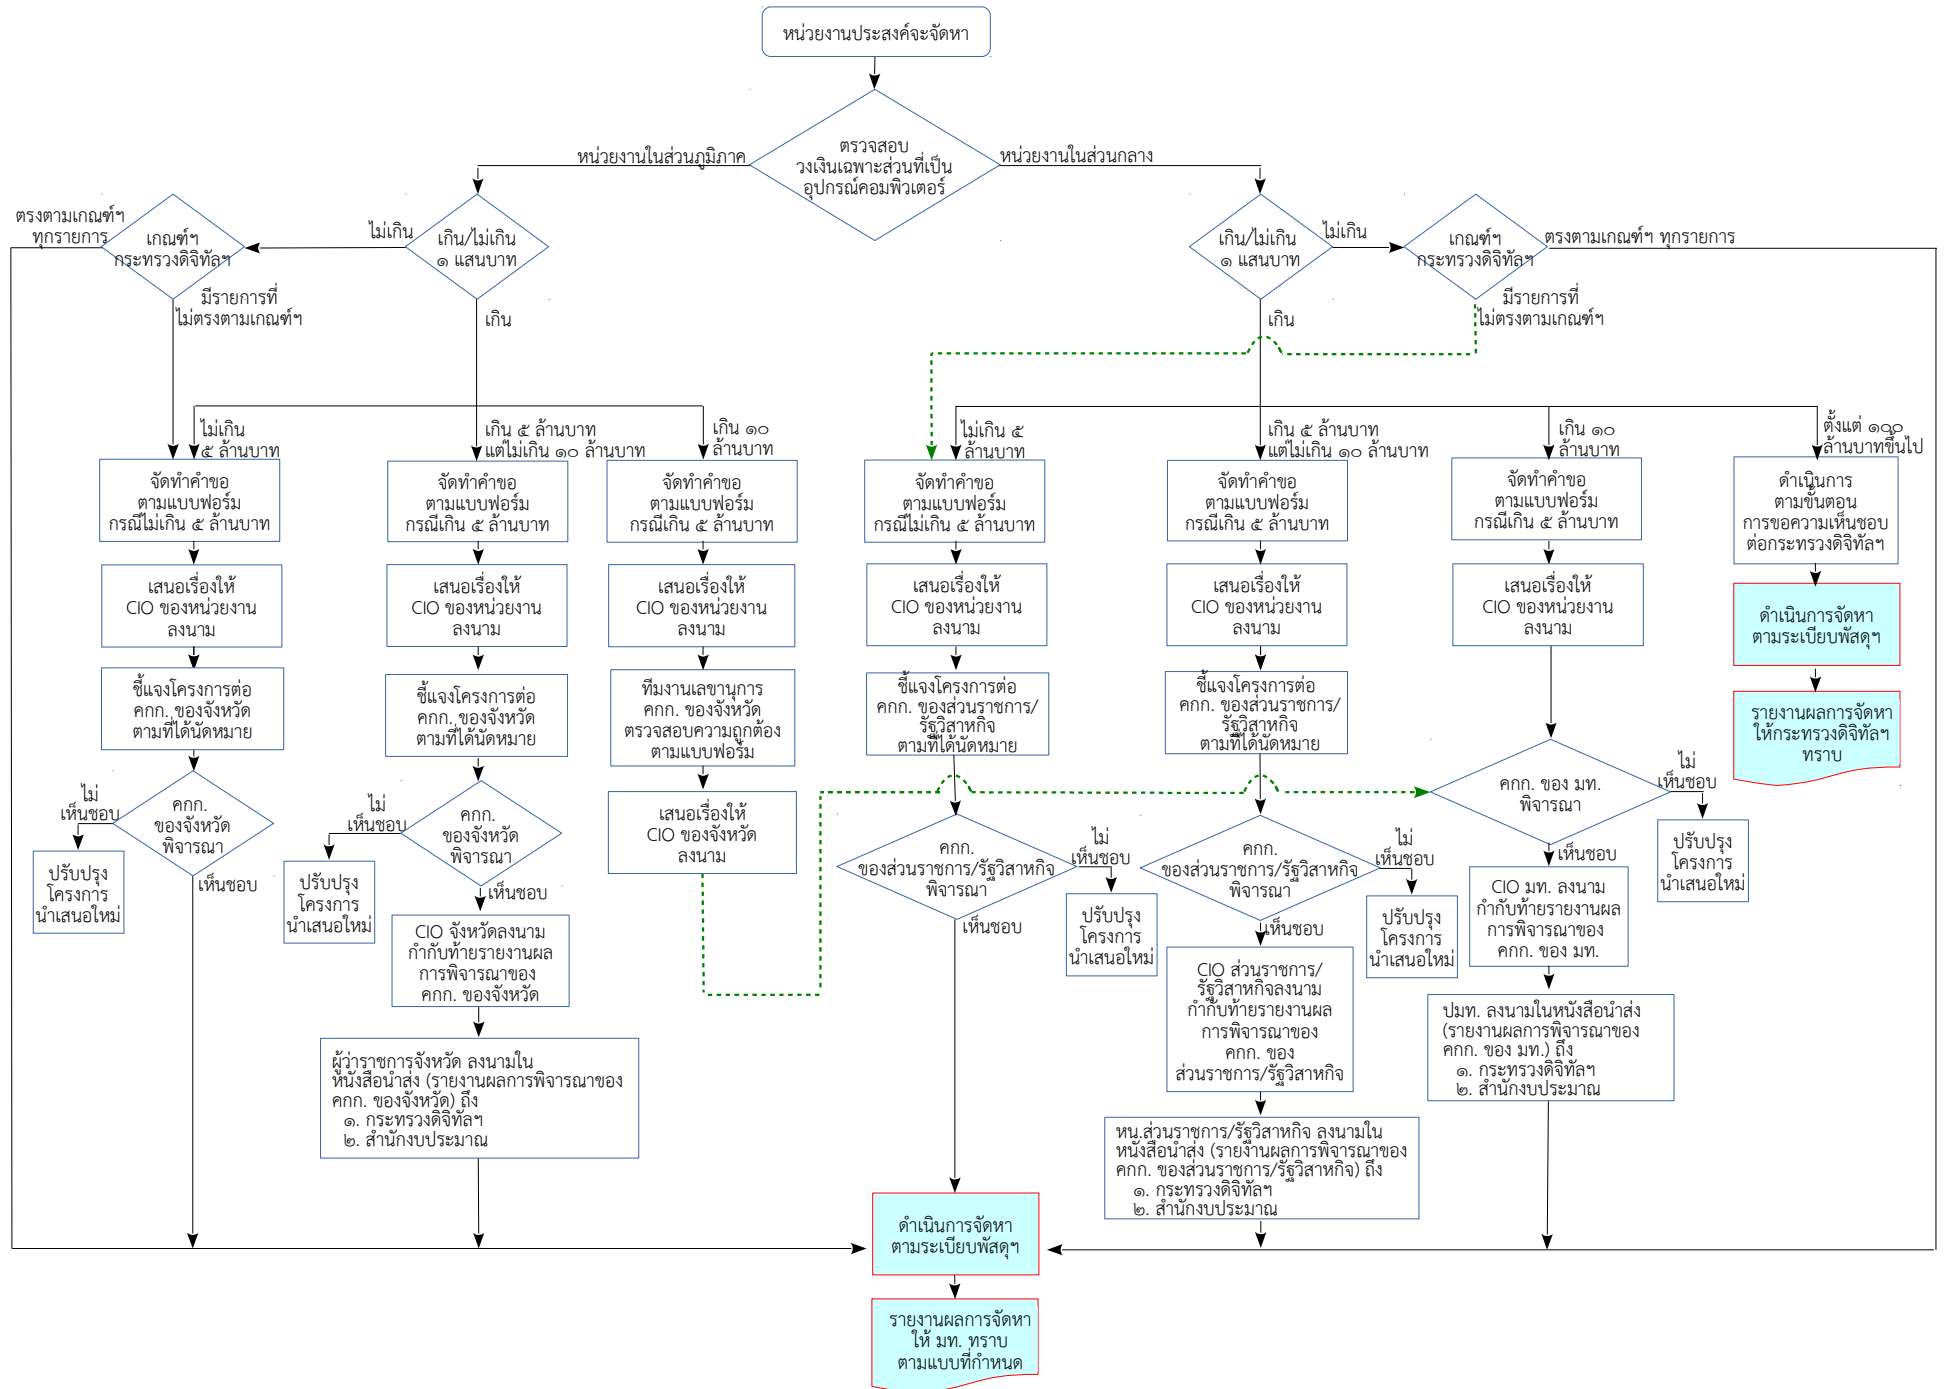 หน่วยงานประสงค์จะจัดหา
ตรวจสอบ
วงเงินเฉพาะส่วนที่เป็น
อุปกรณ์คอมพิวเตอร์
หน่วยงานในส่วนภูมิภาค
หน่วยงานในส่วนกลาง
ตรงตามเกณฑ์ฯ
ทุกรายการ
เกณฑ์ฯ
กระทรวงดิจิทัลฯ
ไม่เกิน
เกิน/ไม่เกิน
๑ แสนบาท
เกิน/ไม่เกิน
๑ แสนบาท
ไม่เกิน
เกณฑ์ฯ
กระทรวงดิจิทัลฯ
ตรงตามเกณฑ์ฯ ทุกรายการ
มีรายการที่
ไม่ตรงตามเกณฑ์ฯ
เกิน
เกิน
มีรายการที่
ไม่ตรงตามเกณฑ์ฯ
ไม่เกิน
๕ ล้านบาท
เกิน ๕ ล้านบาท
แต่ไม่เกิน ๑๐ ล้านบาท
เกิน ๑๐
ล้านบาท
ไม่เกิน ๕
ล้านบาท
เกิน ๕ ล้านบาท
แต่ไม่เกิน ๑๐ ล้านบาท
เกิน ๑๐
ล้านบาท
ตั้งแต่ ๑๐๐
ล้านบาทขึ้นไป
จัดทำคำขอ
ตามแบบฟอร์ม
กรณีไม่เกิน ๕ ล้านบาท
จัดทำคำขอ
ตามแบบฟอร์ม
กรณีเกิน ๕ ล้านบาท
จัดทำคำขอ
ตามแบบฟอร์ม
กรณีเกิน ๕ ล้านบาท
จัดทำคำขอ
ตามแบบฟอร์ม
กรณีไม่เกิน ๕ ล้านบาท
จัดทำคำขอ
ตามแบบฟอร์ม
กรณีเกิน ๕ ล้านบาท
จัดทำคำขอ
ตามแบบฟอร์ม
กรณีเกิน ๕ ล้านบาท
ดำเนินการ
ตามขั้นตอน
การขอความเห็นชอบ
ต่อกระทรวงดิจิทัลฯ
เสนอเรื่องให้
CIO ของหน่วยงาน
ลงนาม
เสนอเรื่องให้
CIO ของหน่วยงาน
ลงนาม
เสนอเรื่องให้
CIO ของหน่วยงาน
ลงนาม
เสนอเรื่องให้
CIO ของหน่วยงาน
ลงนาม
เสนอเรื่องให้
CIO ของหน่วยงาน
ลงนาม
เสนอเรื่องให้
CIO ของหน่วยงาน
ลงนาม
ดำเนินการจัดหา
ตามระเบียบพัสดุฯ
ชี้แจงโครงการต่อ
คกก. ของจังหวัด
ตามที่ได้นัดหมาย
ชี้แจงโครงการต่อ
คกก. ของจังหวัด
ตามที่ได้นัดหมาย
ทีมงานเลขานุการ
คกก. ของจังหวัด
ตรวจสอบความถูกต้อง
ตามแบบฟอร์ม
ชี้แจงโครงการต่อ
คกก. ของส่วนราชการ/
รัฐวิสาหกิจ
ตามที่ได้นัดหมาย
ชี้แจงโครงการต่อ
คกก. ของส่วนราชการ/
รัฐวิสาหกิจ
ตามที่ได้นัดหมาย
รายงานผลการจัดหา
ให้กระทรวงดิจิทัลฯ
ทราบ
ไม่
เห็นชอบ
คกก.
ของจังหวัด
พิจารณา
ไม่
เห็นชอบ
คกก.
ของจังหวัด
พิจารณา
เสนอเรื่องให้
CIO ของจังหวัด
ลงนาม
คกก.
ของส่วนราชการ/รัฐวิสาหกิจ
พิจารณา
ไม่
เห็นชอบ
คกก.
ของส่วนราชการ/รัฐวิสาหกิจ
พิจารณา
ไม่
เห็นชอบ
คกก. ของ มท.
พิจารณา
ไม่
เห็นชอบ
ปรับปรุง
โครงการ
นำเสนอใหม่
เห็นชอบ
ปรับปรุง
โครงการ
นำเสนอใหม่
เห็นชอบ
เห็นชอบ
ปรับปรุง
โครงการ
นำเสนอใหม่
เห็นชอบ
ปรับปรุง
โครงการ
นำเสนอใหม่
เห็นชอบ
ปรับปรุง
โครงการ
นำเสนอใหม่
CIO จังหวัดลงนาม
กำกับท้ายรายงานผล
การพิจารณาของ
คกก. ของจังหวัด
CIO ส่วนราชการ/
รัฐวิสาหกิจลงนาม
กำกับท้ายรายงานผล
การพิจารณาของ
คกก. ของ
ส่วนราชการ/รัฐวิสาหกิจ
CIO มท. ลงนาม
กำกับท้ายรายงานผล
การพิจารณาของ
คกก. ของ มท.
ผู้ว่าราชการจังหวัด ลงนามใน
หนังสือนำส่ง (รายงานผลการพิจารณาของ
คกก. ของจังหวัด) ถึง
๑. กระทรวงดิจิทัลฯ
๒. สำนักงบประมาณ
หน.ส่วนราชการ/รัฐวิสาหกิจ ลงนามใน
หนังสือนำส่ง (รายงานผลการพิจารณาของ
คกก. ของส่วนราชการ/รัฐวิสาหกิจ) ถึง
๑. กระทรวงดิจิทัลฯ
๒. สำนักงบประมาณ
ปมท. ลงนามในหนังสือนำส่ง
(รายงานผลการพิจารณาของ
คกก. ของ มท.) ถึง
๑. กระทรวงดิจิทัลฯ
๒. สำนักงบประมาณ
ดำเนินการจัดหา
ตามระเบียบพัสดุฯ
รายงานผลการจัดหา
ให้ มท. ทราบ
ตามแบบที่กำหนด